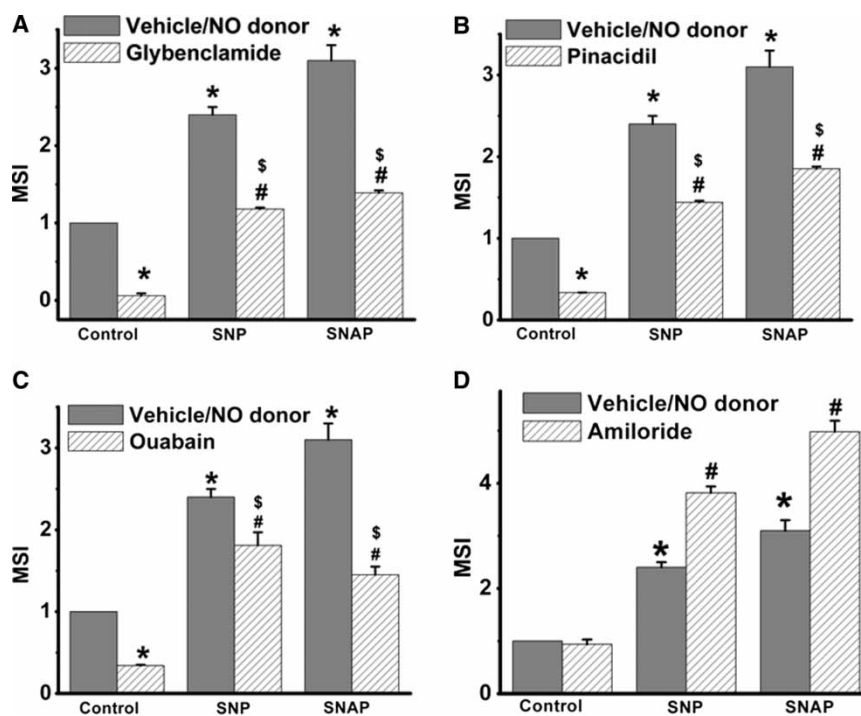 A
Vehicle/NO donor
Glybenclamide
*
*
*
$
#
$
#
3
2
1
0
MSI
Control SNP SNAP
B
Vehicle/NO donor
Pinacidil
*
*
*
$
#
$
#
3
2
1
0
MSI
Control SNP SNAP
C
Vehicle/NO donor
Ouabain
*
*
*
$
#
$
#
3
2
1
0
MSI
Control SNP SNAP
D
Vehicle/NO donor
Amiloride
#
#
*
*
4
2
0
MSI
Control SNP SNAP